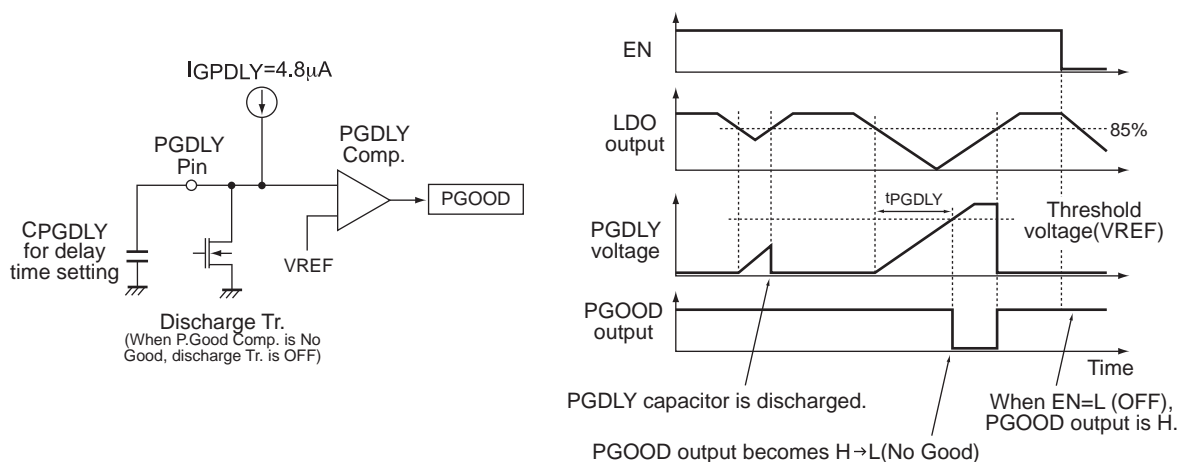 IGPDLY=4.8μA
PGDLY
Pin
PGDLY
Comp.
PGOOD
CPGDLY
for delay
time setting
VREF
Discharge Tr.
(When P.Good Comp. is No
Good, discharge Tr. is OFF)
EN
LDO
output
85%
tPGDLY
PGDLY
voltage
Threshold
voltage(VREF)
PGOOD
output
Time
PGDLY capacitor is discharged.
When EN=L (OFF),
PGOOD output is H.
PGOOD output becomes H→L(No Good)